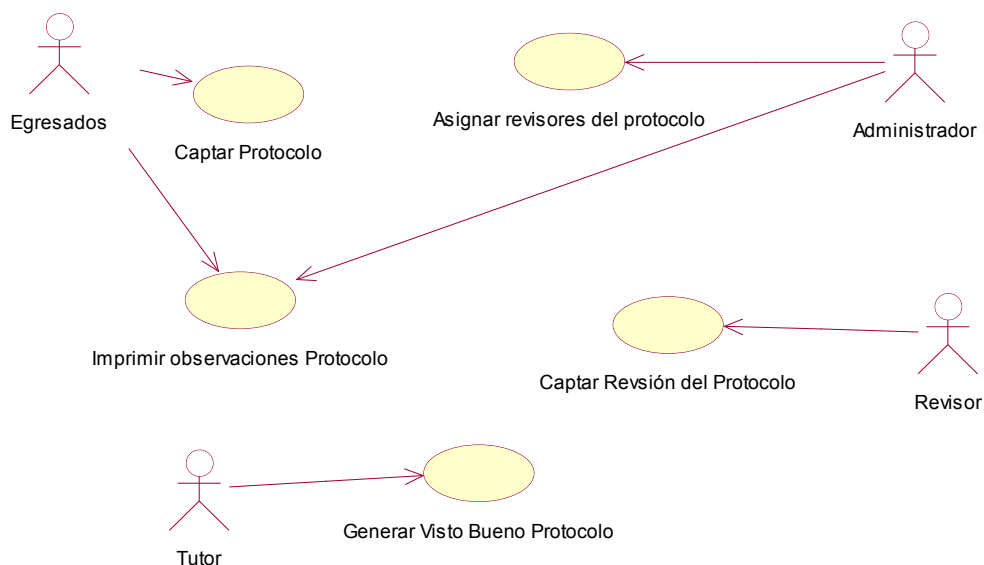 Egresados
Captar Protocolo
Asignar revisores del protocolo
Administrador
Imprimir observaciones Protocolo
Captar Revsión del Protocolo
Revisor
Generar Visto Bueno Protocolo
Tutor